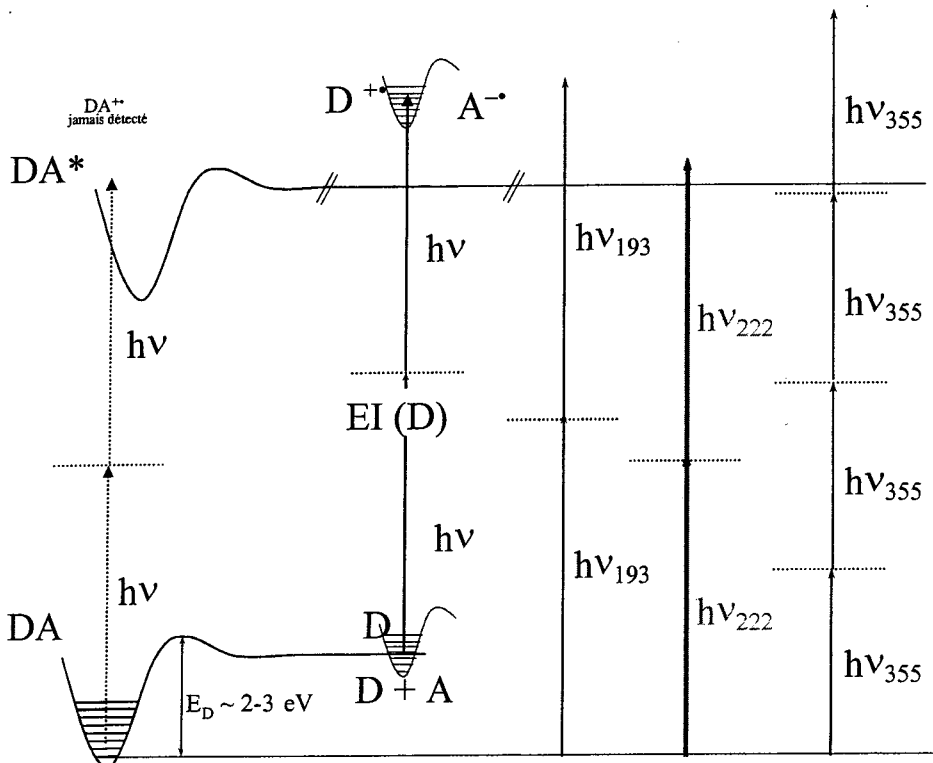 DA⁺•
jamais détecté
DA*
D⁺•
A⁻•
hν₃₅₅
hν
hν₁₉₃
hν₃₅₅
hν
hν₂₂₂
EI (D)
hν₃₅₅
hν
hν
hν₁₉₃
hν₂₂₂
DA
D
hν₃₅₅
D + A
E_D ~ 2-3 eV